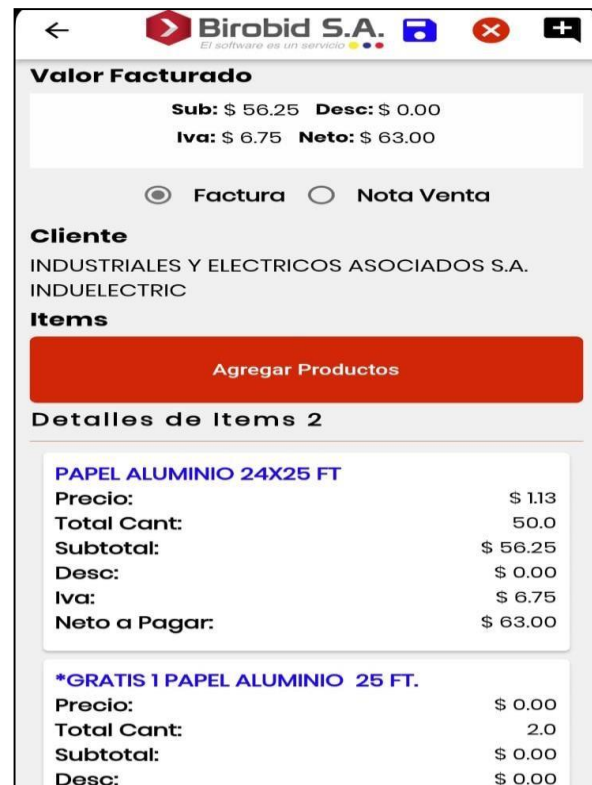 Birobid S.A.
El software es un servicio
Valor Facturado
Sub: $ 56.25 Desc: $ 0.00
Iva: $ 6.75 Neto: $ 63.00
Factura Nota Venta
Cliente
INDUSTRIALES Y ELECTRICOS ASOCIADOS S.A.
INDUELECTRIC
Items
Agregar Productos
Detalles de Items 2
PAPEL ALUMINIO 24X25 FT
Precio: $ 1.13
Total Cant: 50.0
Subtotal: $ 56.25
Desc: $ 0.00
Iva: $ 6.75
Neto a Pagar: $ 63.00
*GRATIS 1 PAPEL ALUMINIO 25 FT.
Precio: $ 0.00
Total Cant: 2.0
Subtotal: $ 0.00
Desc: $ 0.00